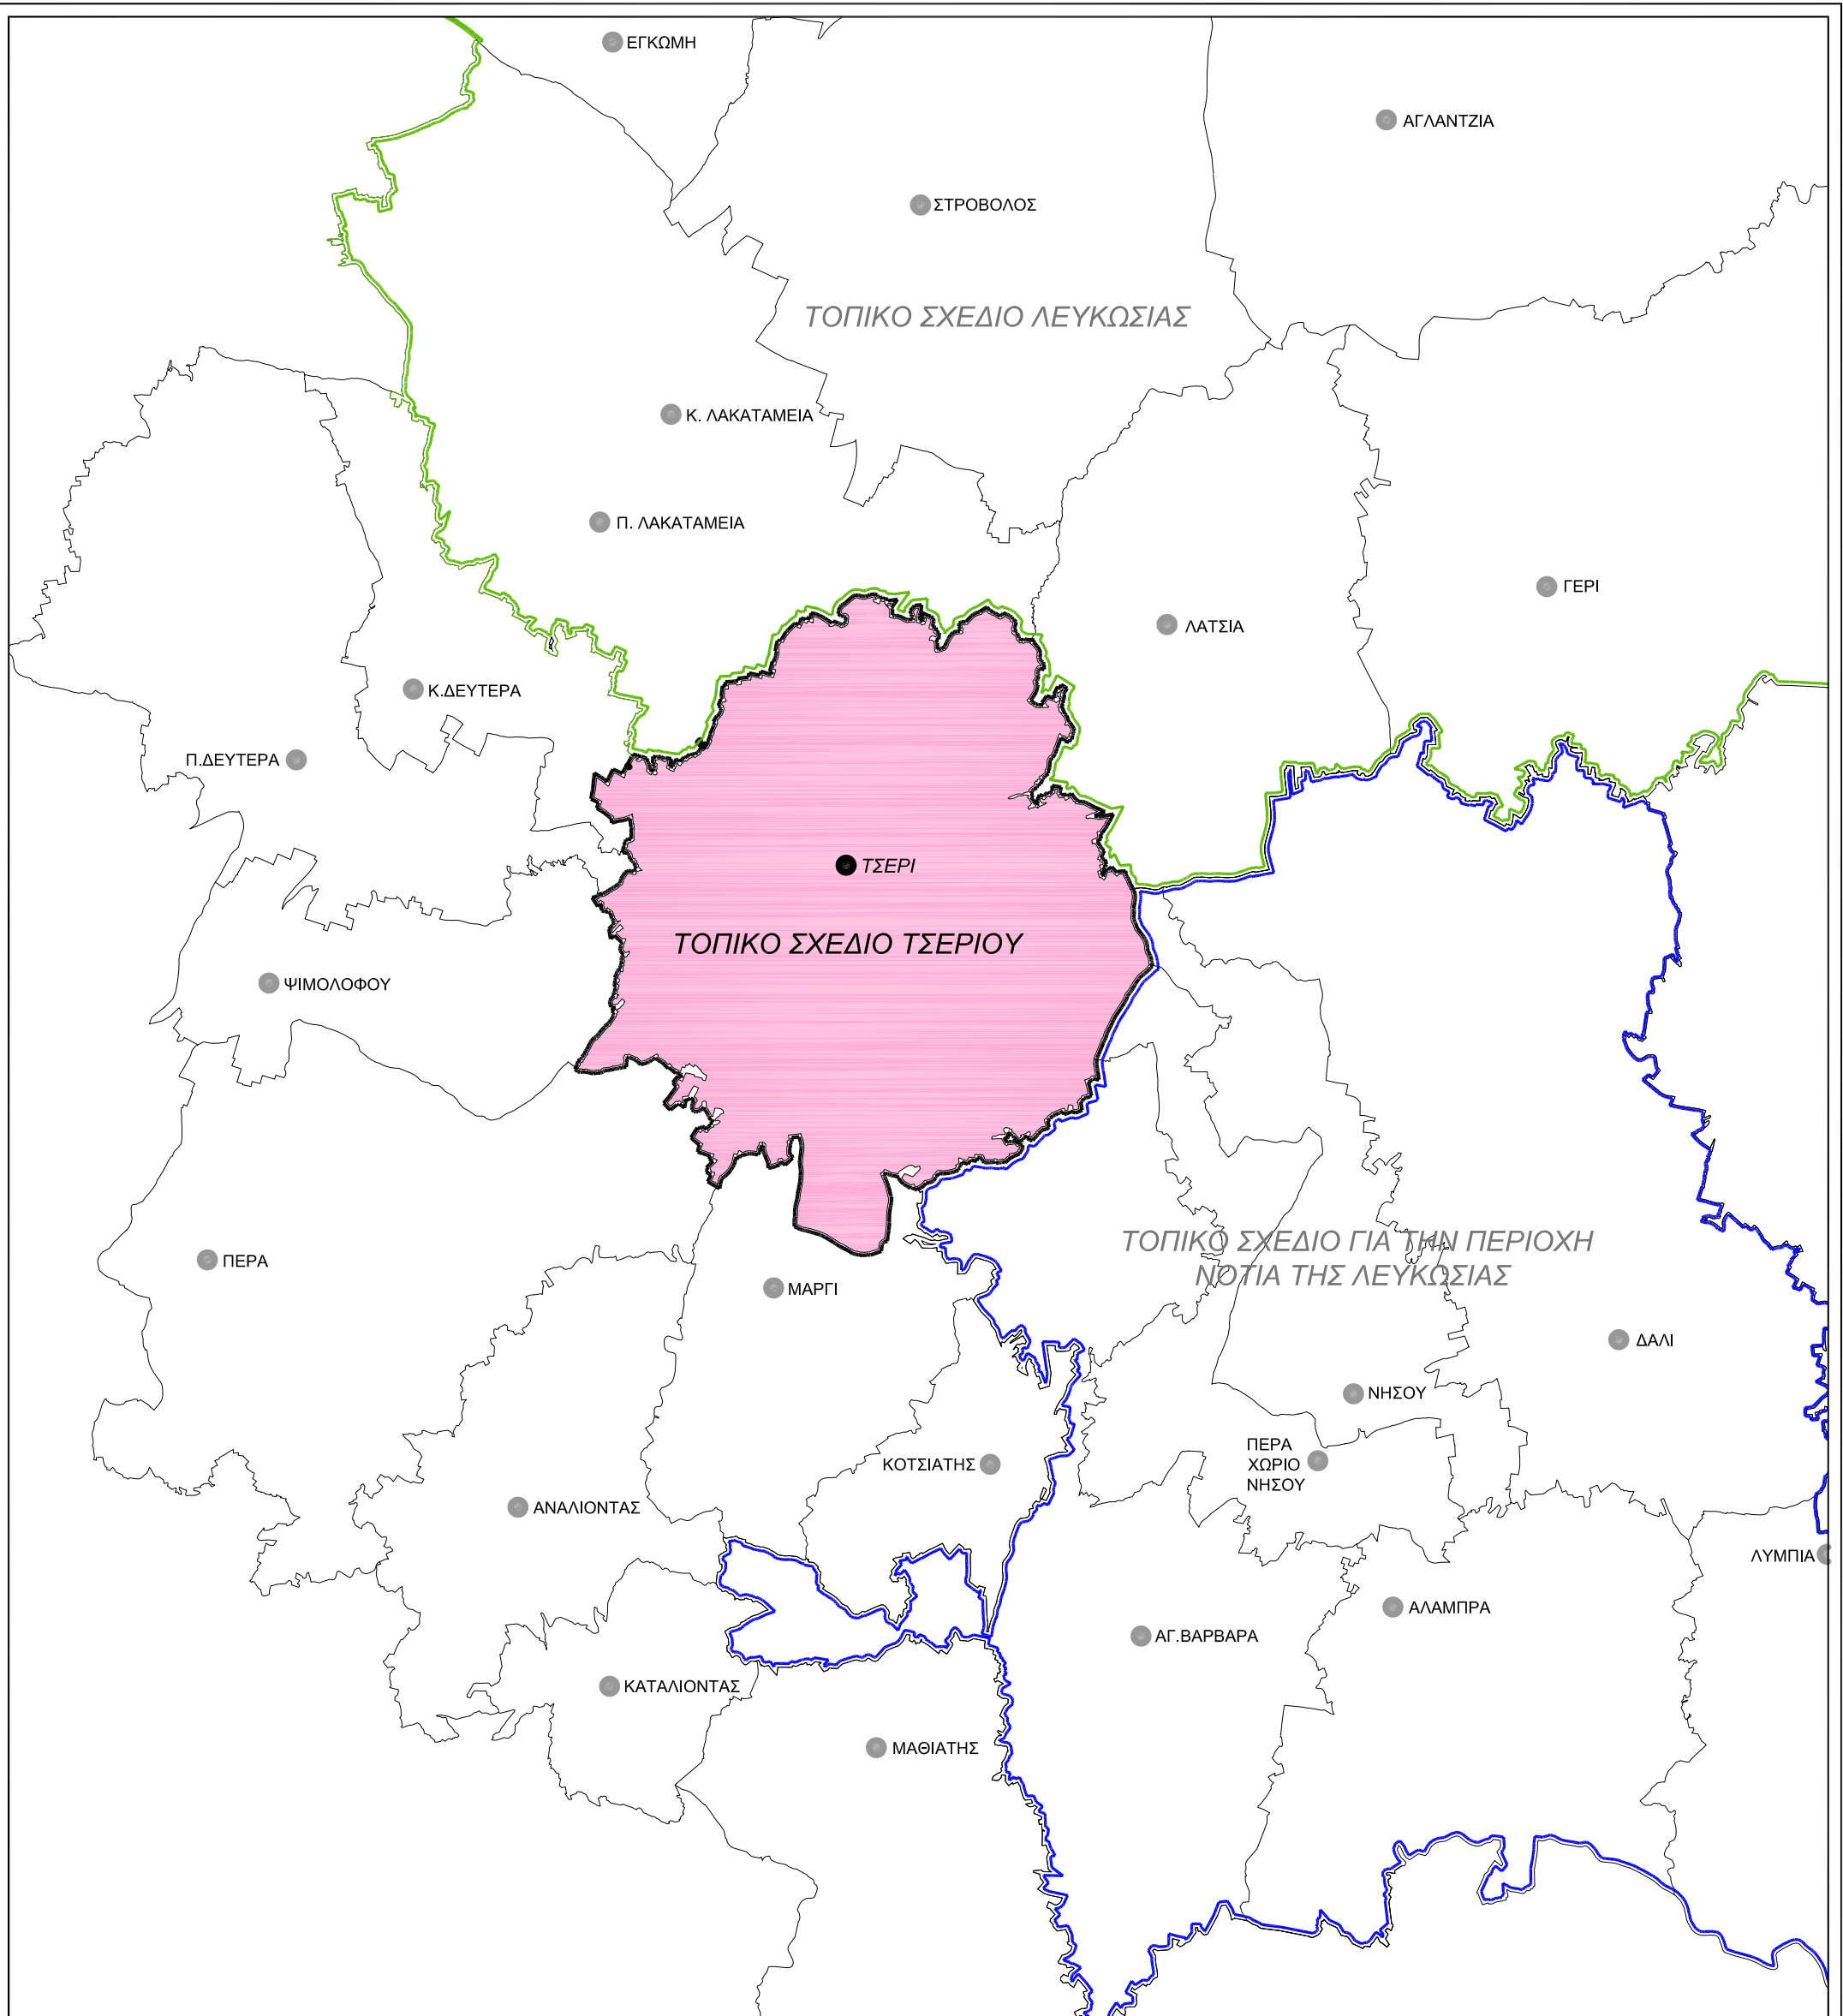 ΕΓΚΩΜΗ
ΑΓΛΑΝΤΖΙΑ
ΣΤΡΟΒΟΛΟΣ
ΤΟΠΙΚΟ ΣΧΕΔΙΟ ΛΕΥΚΩΣΙΑΣ
Κ. ΛΑΚΑΤΑΜΕΙΑ
Π. ΛΑΚΑΤΑΜΕΙΑ
ΓΕΡΙ
ΛΑΤΣΙΑ
Κ.ΔΕΥΤΕΡΑ
Π.ΔΕΥΤΕΡΑ
ΤΣΕΡΙ
ΤΟΠΙΚΟ ΣΧΕΔΙΟ ΤΣΕΡΙΟΥ
ΨΙΜΟΛΟΦΟΥ
ΤΟΠΙΚΟ ΣΧΕΔΙΟ ΓΙΑ ΤΗΝ ΠΕΡΙΟΧΗ
ΝΟΤΙΑ ΤΗΣ ΛΕΥΚΩΣΙΑΣ
ΠΕΡΑ
ΜΑΡΓΙ
ΔΑΛΙ
ΝΗΣΟΥ
ΠΕΡΑ
ΧΩΡΙΟ
ΝΗΣΟΥ
ΚΟΤΣΙΑΤΗΣ
ΑΝΑΛΙΟΝΤΑΣ
ΛΥΜΠΙΑ
ΑΛΑΜΠΡΑ
ΑΓ.ΒΑΡΒΑΡΑ
ΚΑΤΑΛΙΟΝΤΑΣ
ΜΑΘΙΑΤΗΣ